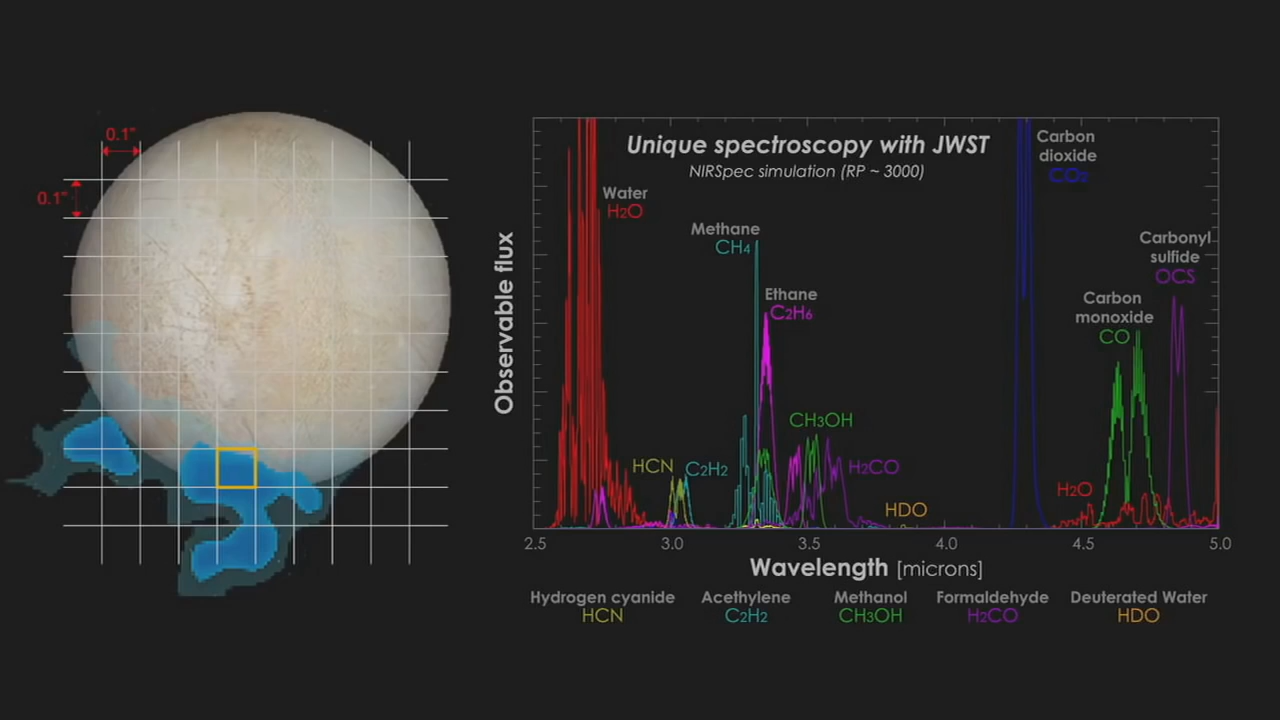 0.1"
0.1"
Unique spectroscopy with JWST
NIRSpec simulation (RP ~ 3000)
Observable flux
Water
H2O
Methane
CH4
Ethane
C2H6
HCN
C2H2
CH3OH
H2CO
HDO
Carbon
dioxide
CO2
H2O
Carbon
monoxide
CO
Carbonyl
sulfide
OCS
2.5 3.0 3.5 4.0 4.5 5.0
Wavelength [microns]
Hydrogen cyanide Acethylene Methanol Formaldehyde Deuterated Water
HCN C2H2 CH3OH H2CO HDO